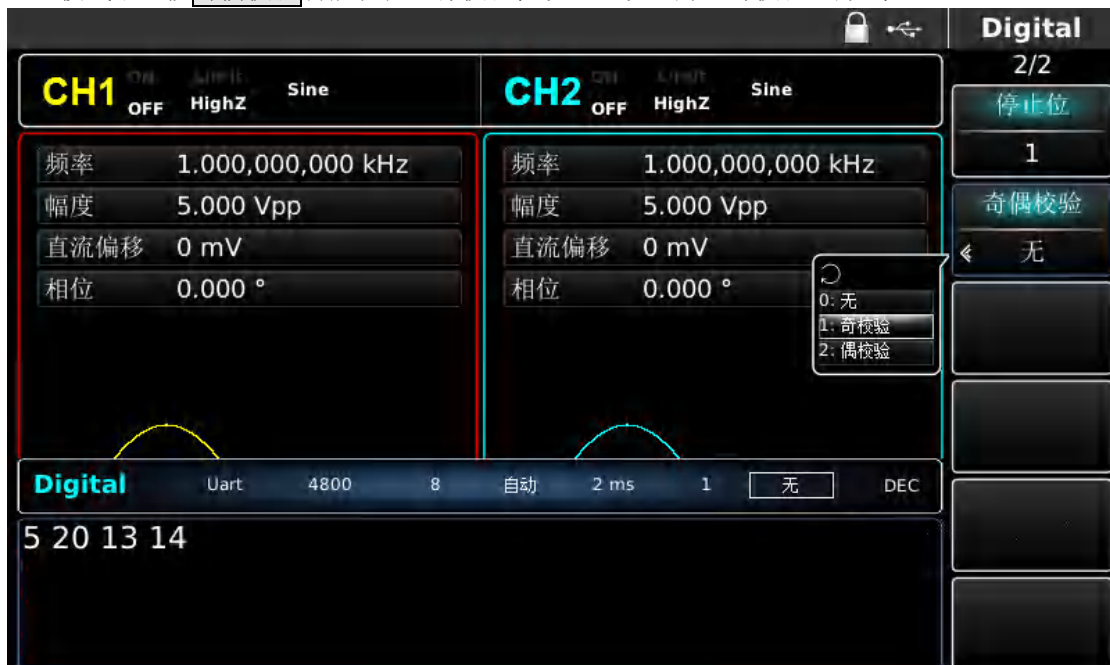 Digital
2/2
CH1 ON OFF Limit HighZ Sine
CH2 ON OFF Limit HighZ Sine
停止位
1
奇偶校验
无
频率 1.000,000,000 kHz
幅度 5.000 Vpp
直流偏移 0 mV
相位 0.000 °
频率 1.000,000,000 kHz
幅度 5.000 Vpp
直流偏移 0 mV
相位 0.000 °
0: 无
1: 奇校验
2: 偶校验
Digital Uart 4800 8 自动 2 ms 1 无 DEC
5 20 13 14